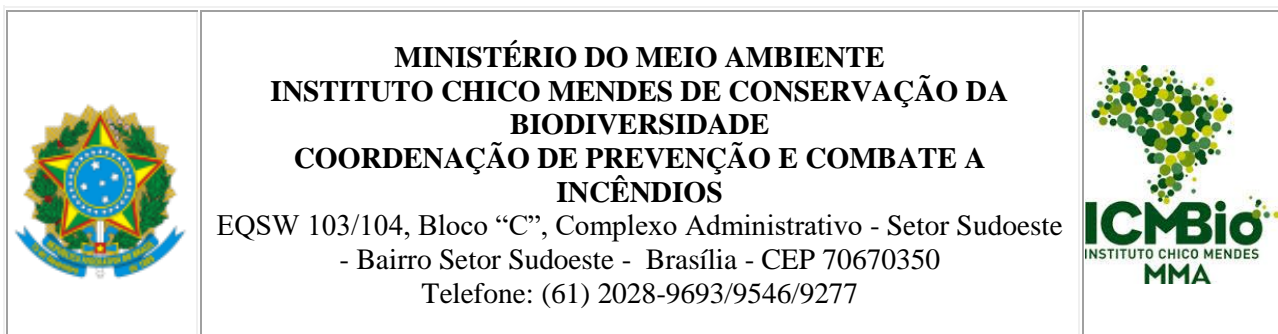 MINISTÉRIO DO MEIO AMBIENTE
INSTITUTO CHICO MENDES DE CONSERVAÇÃO DA
BIODIVERSIDADE
COORDENAÇÃO DE PREVENÇÃO E COMBATE A
INCÊNDIOS
EQSW 103/104, Bloco “C”, Complexo Administrativo - Setor Sudoeste
- Bairro Setor Sudoeste - Brasília - CEP 70670350
Telefone: (61) 2028-9693/9546/9277
ICMBio
INSTITUTO CHICO MENDES
MMA